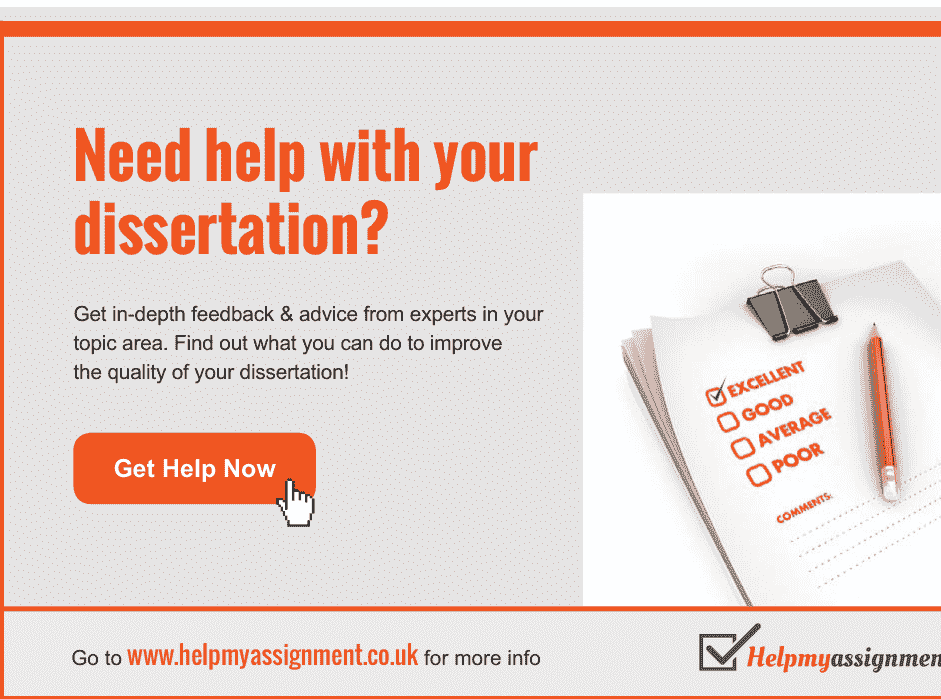 Need help with your
dissertation?
Get in-depth feedback & advice from experts in your
topic area. Find out what you can do to improve
the quality of your dissertation!
Get Help Now
EXCELLENT
GOOD
AVERAGE
POOR
COMMENTS:
Go to www.helpmyassignment.co.uk for more info
Helpmyassignmen